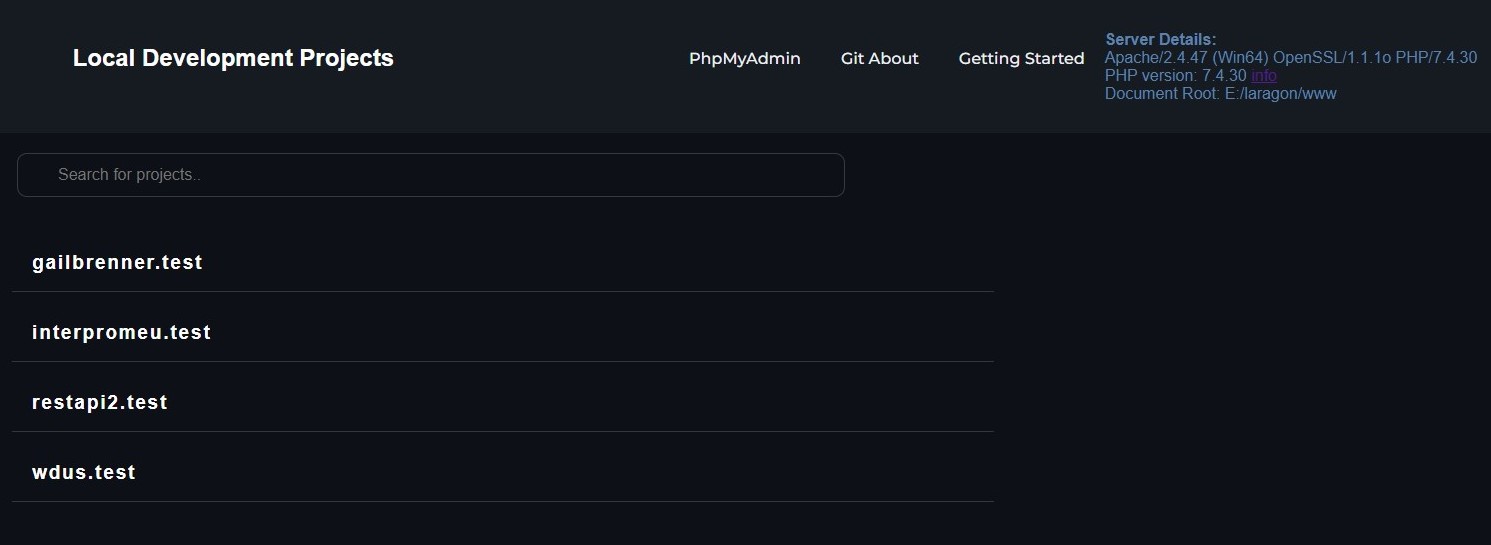 Local Development Projects
PhpMyAdmin
Git About
Getting Started
Server Details:
Apache/2.4.47 (Win64) OpenSSL/1.1.1o PHP/7.4.30
PHP version: 7.4.30 info
Document Root: E:/laragon/www
Search for projects..
gailbrenner.test
interpromeu.test
restapi2.test
wdus.test